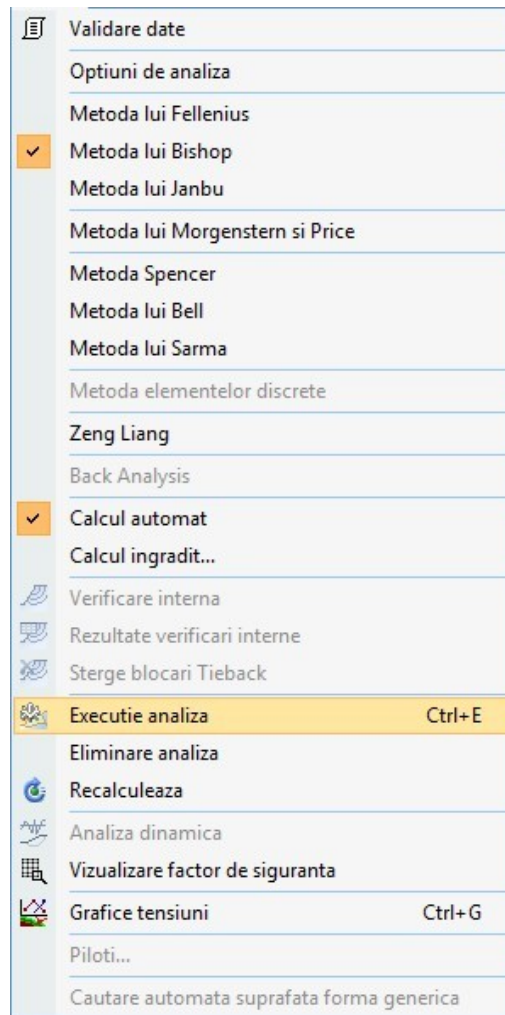 Validare date
Optiuni de analiza
Metoda lui Fellenius
Metoda lui Bishop
Metoda lui Janbu
Metoda lui Morgenstern si Price
Metoda Spencer
Metoda lui Bell
Metoda lui Sarma
Metoda elementelor discrete
Zeng Liang
Back Analysis
Calcul automat
Calcul ingradit...
Verificare interna
Rezultate verificari interne
Sterge blocari Tieback
Executie analiza Ctrl+E
Eliminare analiza
Recalculeaza
Analiza dinamica
Vizualizare factor de siguranta
Grafice tensiuni Ctrl+G
Piloti...
Cautare automata suprafata forma generica